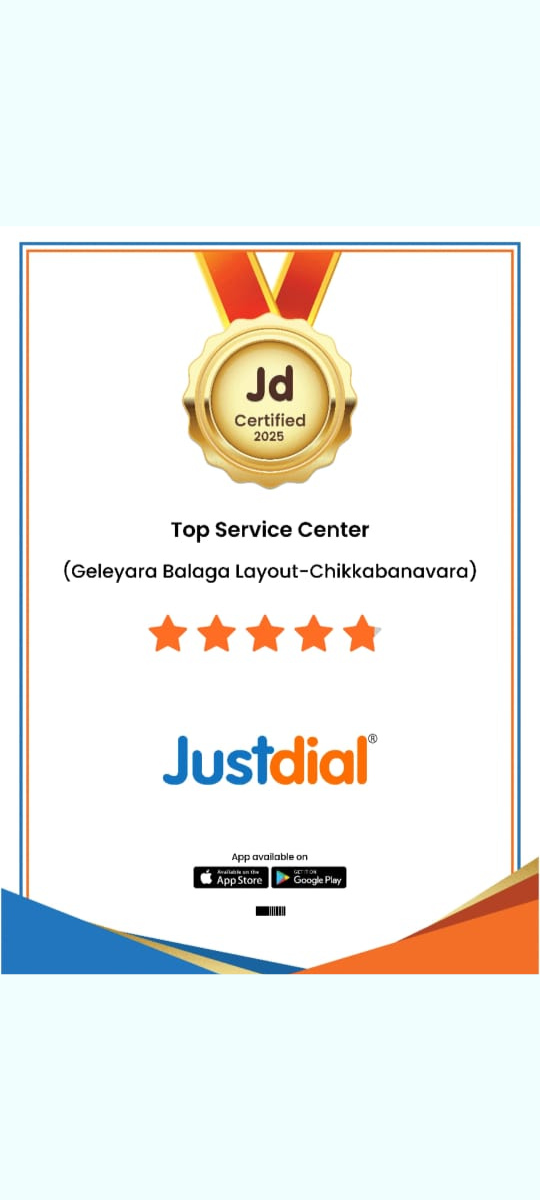 Jd
Certified
2025
Top Service Center
(Geleyara Balaga Layout-Chikkabanavara)
Justdial®
App available on
Available on the
App Store
GET IT ON
Google Play